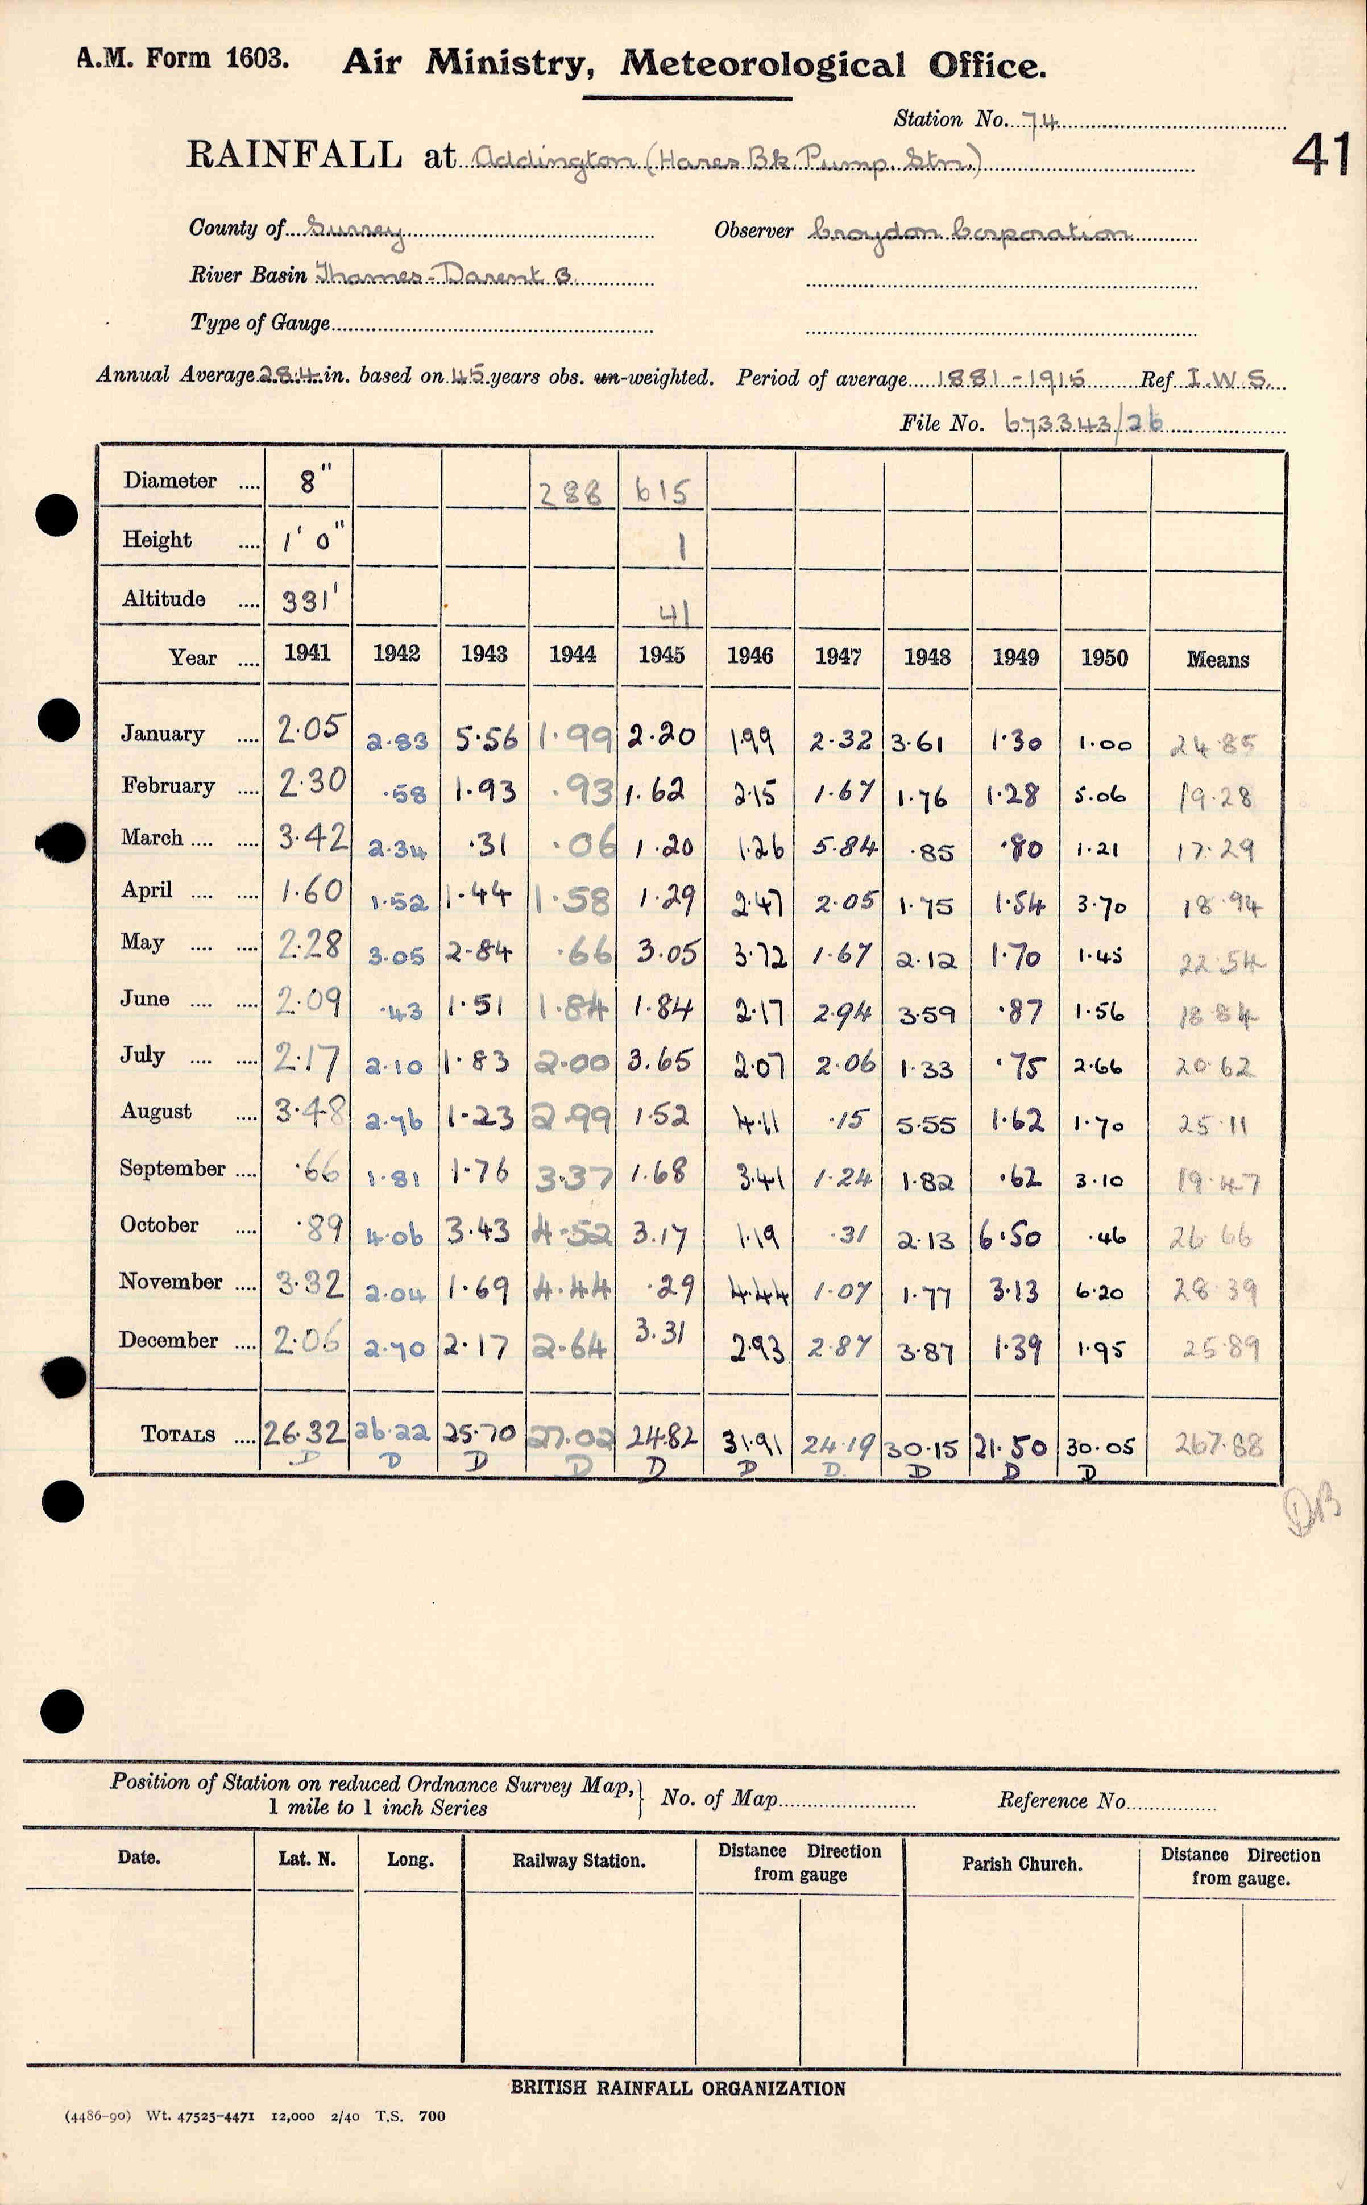 A.M. Form 1603. Air Ministry, Meteorological Office.
Station No. 74
41
RAINFALL at Addington (Hares Bk Pump. Stn.)
County of Surrey Observer Croydon Corporation
River Basin Thames-Darent B.
Type of Gauge
Annual Average 28.4 in. based on 45 years obs. un-weighted. Period of average 1881-1915 Ref I.W.S.
File No. 673343/26
Diameter .... 8" 288 615
Height .... 1' 0" 1
Altitude .... 331' 41
Year .... 1941 1942 1943 1944 1945 1946 1947 1948 1949 1950 Means
January .... 2.05 2.83 5.56 1.99 2.20 1.99 2.32 3.61 1.30 1.00 24.85
February .... 2.30 .58 1.93 .93 1.62 2.15 1.67 1.76 1.28 5.06 19.28
March .... .... 3.42 2.34 .31 .06 1.20 1.26 5.84 .85 .80 1.21 17.29
April .... .... 1.60 1.52 1.44 1.58 1.29 2.47 2.05 1.75 1.54 3.70 18.94
May .... .... 2.28 3.05 2.84 .66 3.05 3.72 1.67 2.12 1.70 1.45 22.54
June .... .... 2.09 .43 1.51 1.84 1.84 2.17 2.94 3.59 .87 1.56 18.84
July .... .... 2.17 2.10 1.83 2.00 3.65 2.07 2.06 1.33 .75 2.66 20.62
August .... 3.48 2.76 1.23 2.99 1.52 4.11 .15 5.55 1.62 1.70 25.11
September .... .66 1.81 1.76 3.37 1.68 3.41 1.24 1.82 .62 3.10 19.47
October .... .89 4.06 3.43 4.52 3.17 1.19 .31 2.13 6.50 .46 26.66
November .... 3.32 2.04 1.69 4.44 .29 4.44 1.07 1.77 3.13 6.20 28.39
December .... 2.06 2.70 2.17 2.64 3.31 2.93 2.87 3.87 1.39 1.95 25.89
TOTALS .... 26.32 26.22 25.70 27.02 24.82 31.91 24.19 30.15 21.50 30.05 267.88
D D D D D D D D D D
DB
Position of Station on reduced Ordnance Survey Map,
1 mile to 1 inch Series } No. of Map Reference No
Date. Lat. N. Long. Railway Station. Distance Direction from gauge Parish Church. Distance Direction from gauge.
BRITISH RAINFALL ORGANIZATION
(4486-90) Wt. 47525-4471 12,000 2/40 T.S. 700